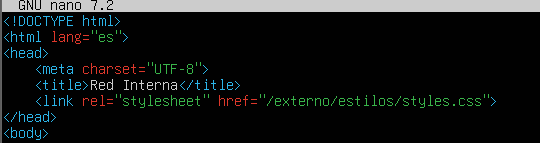 GNU nano 7.2
<!DOCTYPE html>
<html lang="es">
<head>
    <meta charset="UTF-8">
    <title>Red Interna</title>
    <link rel="stylesheet" href="/externo/estilos/styles.css">
</head>
<body>